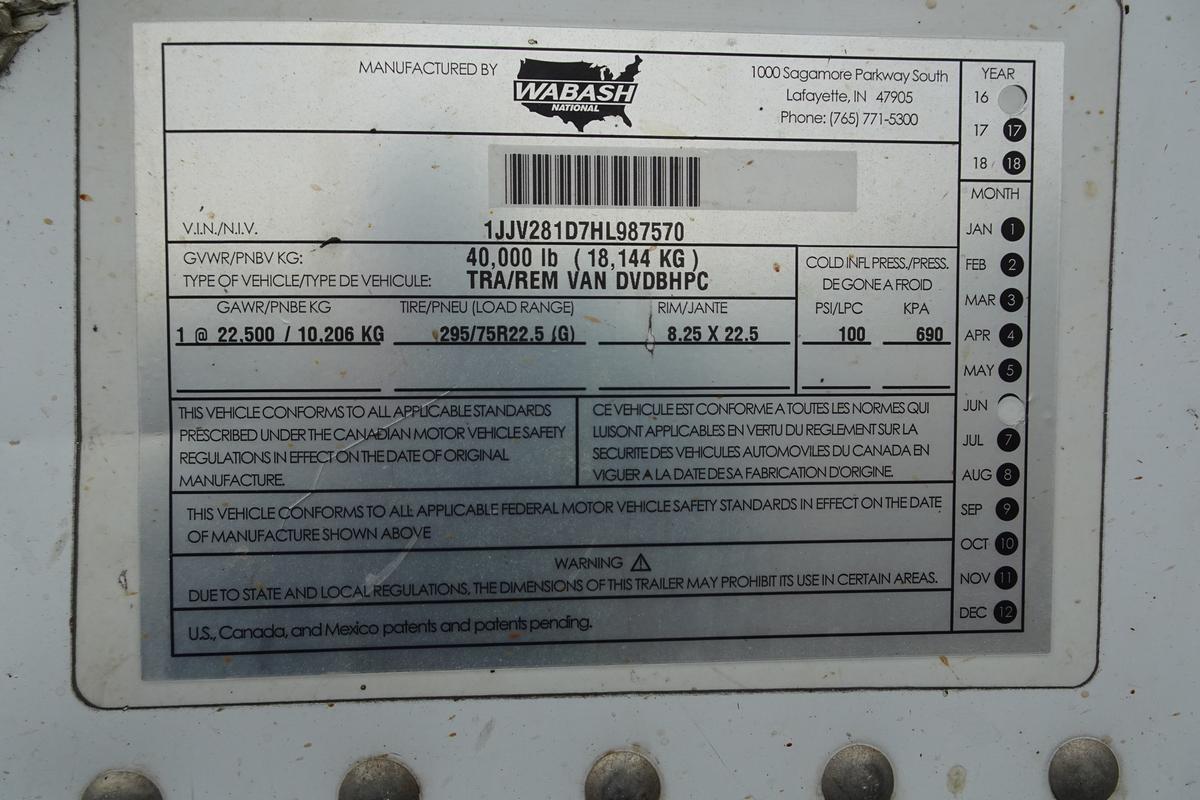 MANUFACTURED BY
WABASH
NATIONAL
1000 Sagamore Parkway South
Lafayette, IN 47905
Phone: (765) 771-5300
V.I.N./N.I.V.
1JJV281D7HL987570
GVWR/PNBV KG: 40,000 lb ( 18,144 KG )
TYPE OF VEHICLE/TYPE DE VEHICULE: TRA/REM VAN DVDBHPC
COLD INFL PRESS./PRESS.
DE GONE A FROID
GAWR/PNBE KG TIRE/PNEU (LOAD RANGE) RIM/JANTE PSI/LPC KPA
1 @ 22,500 / 10,206 KG 295/75R22.5 (G) 8.25 X 22.5 100 690
THIS VEHICLE CONFORMS TO ALL APPLICABLE STANDARDS
PRESCRIBED UNDER THE CANADIAN MOTOR VEHICLE SAFETY
REGULATIONS IN EFFECT ON THE DATE OF ORIGINAL
MANUFACTURE.
CE VEHICULE EST CONFORME A TOUTES LES NORMES QUI
LUISONT APPLICABLES EN VERTU DU REGLEMENT SUR LA
SECURITE DES VEHICULES AUTOMOVILES DU CANADA EN
VIGUER A LA DATE DE SA FABRICATION D'ORIGINE.
THIS VEHICLE CONFORMS TO ALL APPLICABLE FEDERAL MOTOR VEHICLE SAFETY STANDARDS IN EFFECT ON THE DATE
OF MANUFACTURE SHOWN ABOVE
WARNING
DUE TO STATE AND LOCAL REGULATIONS, THE DIMENSIONS OF THIS TRAILER MAY PROHIBIT ITS USE IN CERTAIN AREAS.
U.S., Canada, and Mexico patents and patents pending.
YEAR
16
17 17
18 18
MONTH
JAN 1
FEB 2
MAR 3
APR 4
MAY 5
JUN
JUL 7
AUG 8
SEP 9
OCT 10
NOV 11
DEC 12